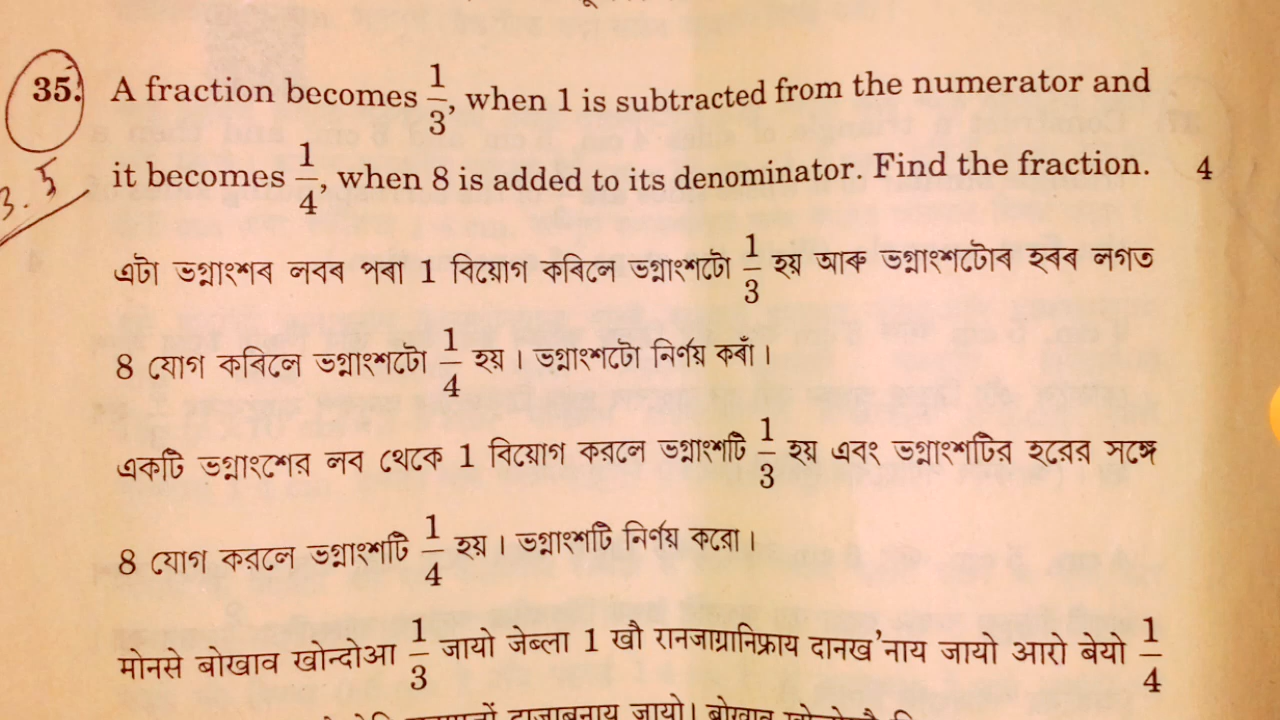 35. A fraction becomes 1/3, when 1 is subtracted from the numerator and
3.5
it becomes 1/4, when 8 is added to its denominator. Find the fraction. 4
এটা ভগ্নাংশৰ লবৰ পৰা 1 বিয়োগ কৰিলে ভগ্নাংশটো 1/3 হয় আৰু ভগ্নাংশটোৰ হৰৰ লগত
8 যোগ কৰিলে ভগ্নাংশটো 1/4 হয়। ভগ্নাংশটো নিৰ্ণয় কৰাঁ।
একটি ভগ্নাংশের লব থেকে 1 বিয়োগ করলে ভগ্নাংশটি 1/3 হয় এবং ভগ্নাংশটির হরের সঙ্গে
8 যোগ করলে ভগ্নাংশটি 1/4 হয়। ভগ্নাংশটি নির্ণয় করো।
मोनसे बोखाव खोन्दोआ 1/3 जायो जेब्ला 1 खौ रानजाग्रानिफ्राय दानख'नाय जायो आरो बेयो 1/4
जायो।